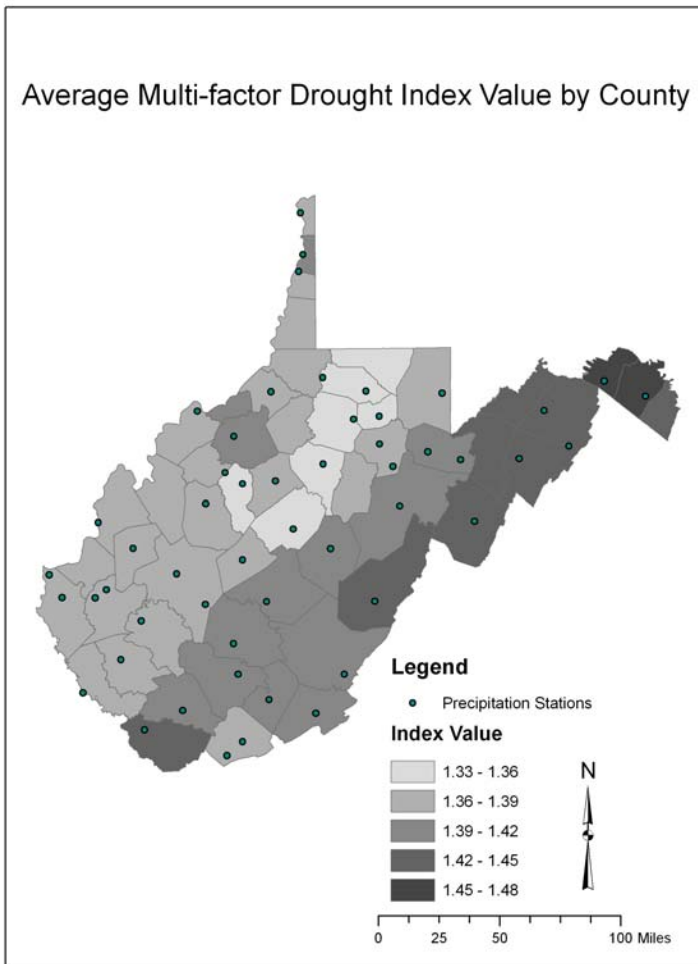 Average Multi-factor Drought Index Value by County
Legend
Precipitation Stations
Index Value
1.33 - 1.36
1.36 - 1.39
1.39 - 1.42
1.42 - 1.45
1.45 - 1.48
N
0 25 50 100 Miles